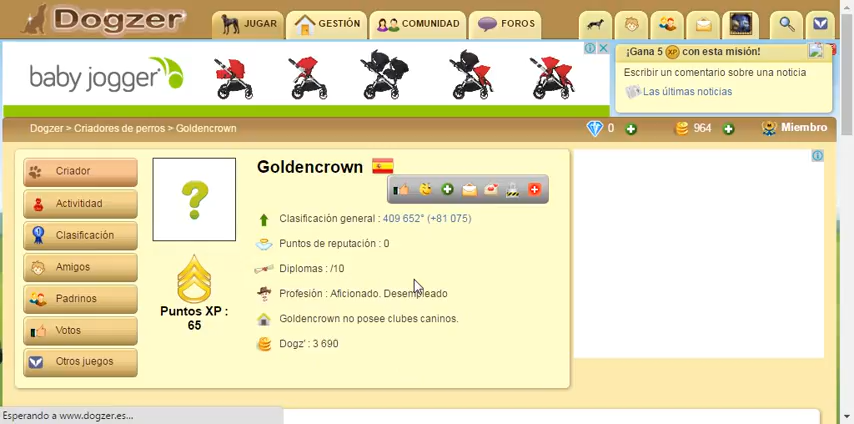 Dogzer
JUGAR
GESTIÓN
COMUNIDAD
FOROS
baby jogger
¡Gana 5 XP con esta misión!
Escribir un comentario sobre una noticia
Las últimas noticias
Dogzer > Criadores de perros > Goldencrown
0
964
Miembro
Criador
Activitidad
Clasificación
Amigos
Padrinos
Votos
Otros juegos
?
Puntos XP :
65
Goldencrown
Clasificación general : 409 652° (+81 075)
Puntos de reputación : 0
Diplomas : /10
Profesión : Aficionado. Desempleado
Goldencrown no posee clubes caninos.
Dogz' : 3 690
Esperando a www.dogzer.es...